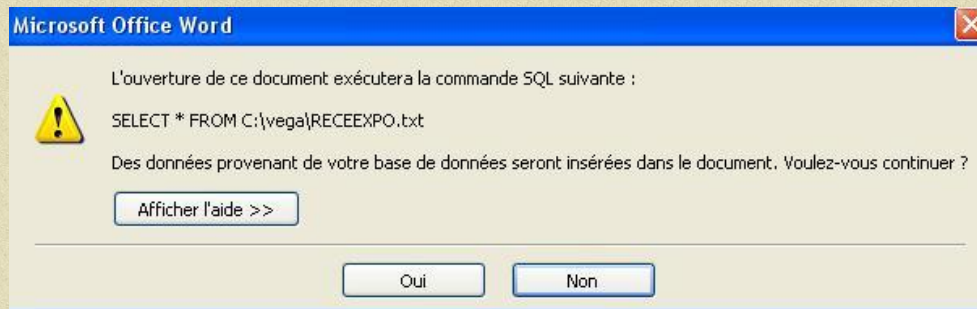 Microsoft Office Word
L'ouverture de ce document exécutera la commande SQL suivante :
SELECT * FROM C:\vega\RECEEXPO.txt
Des données provenant de votre base de données seront insérées dans le document. Voulez-vous continuer ?
Afficher l'aide >>
Oui
Non